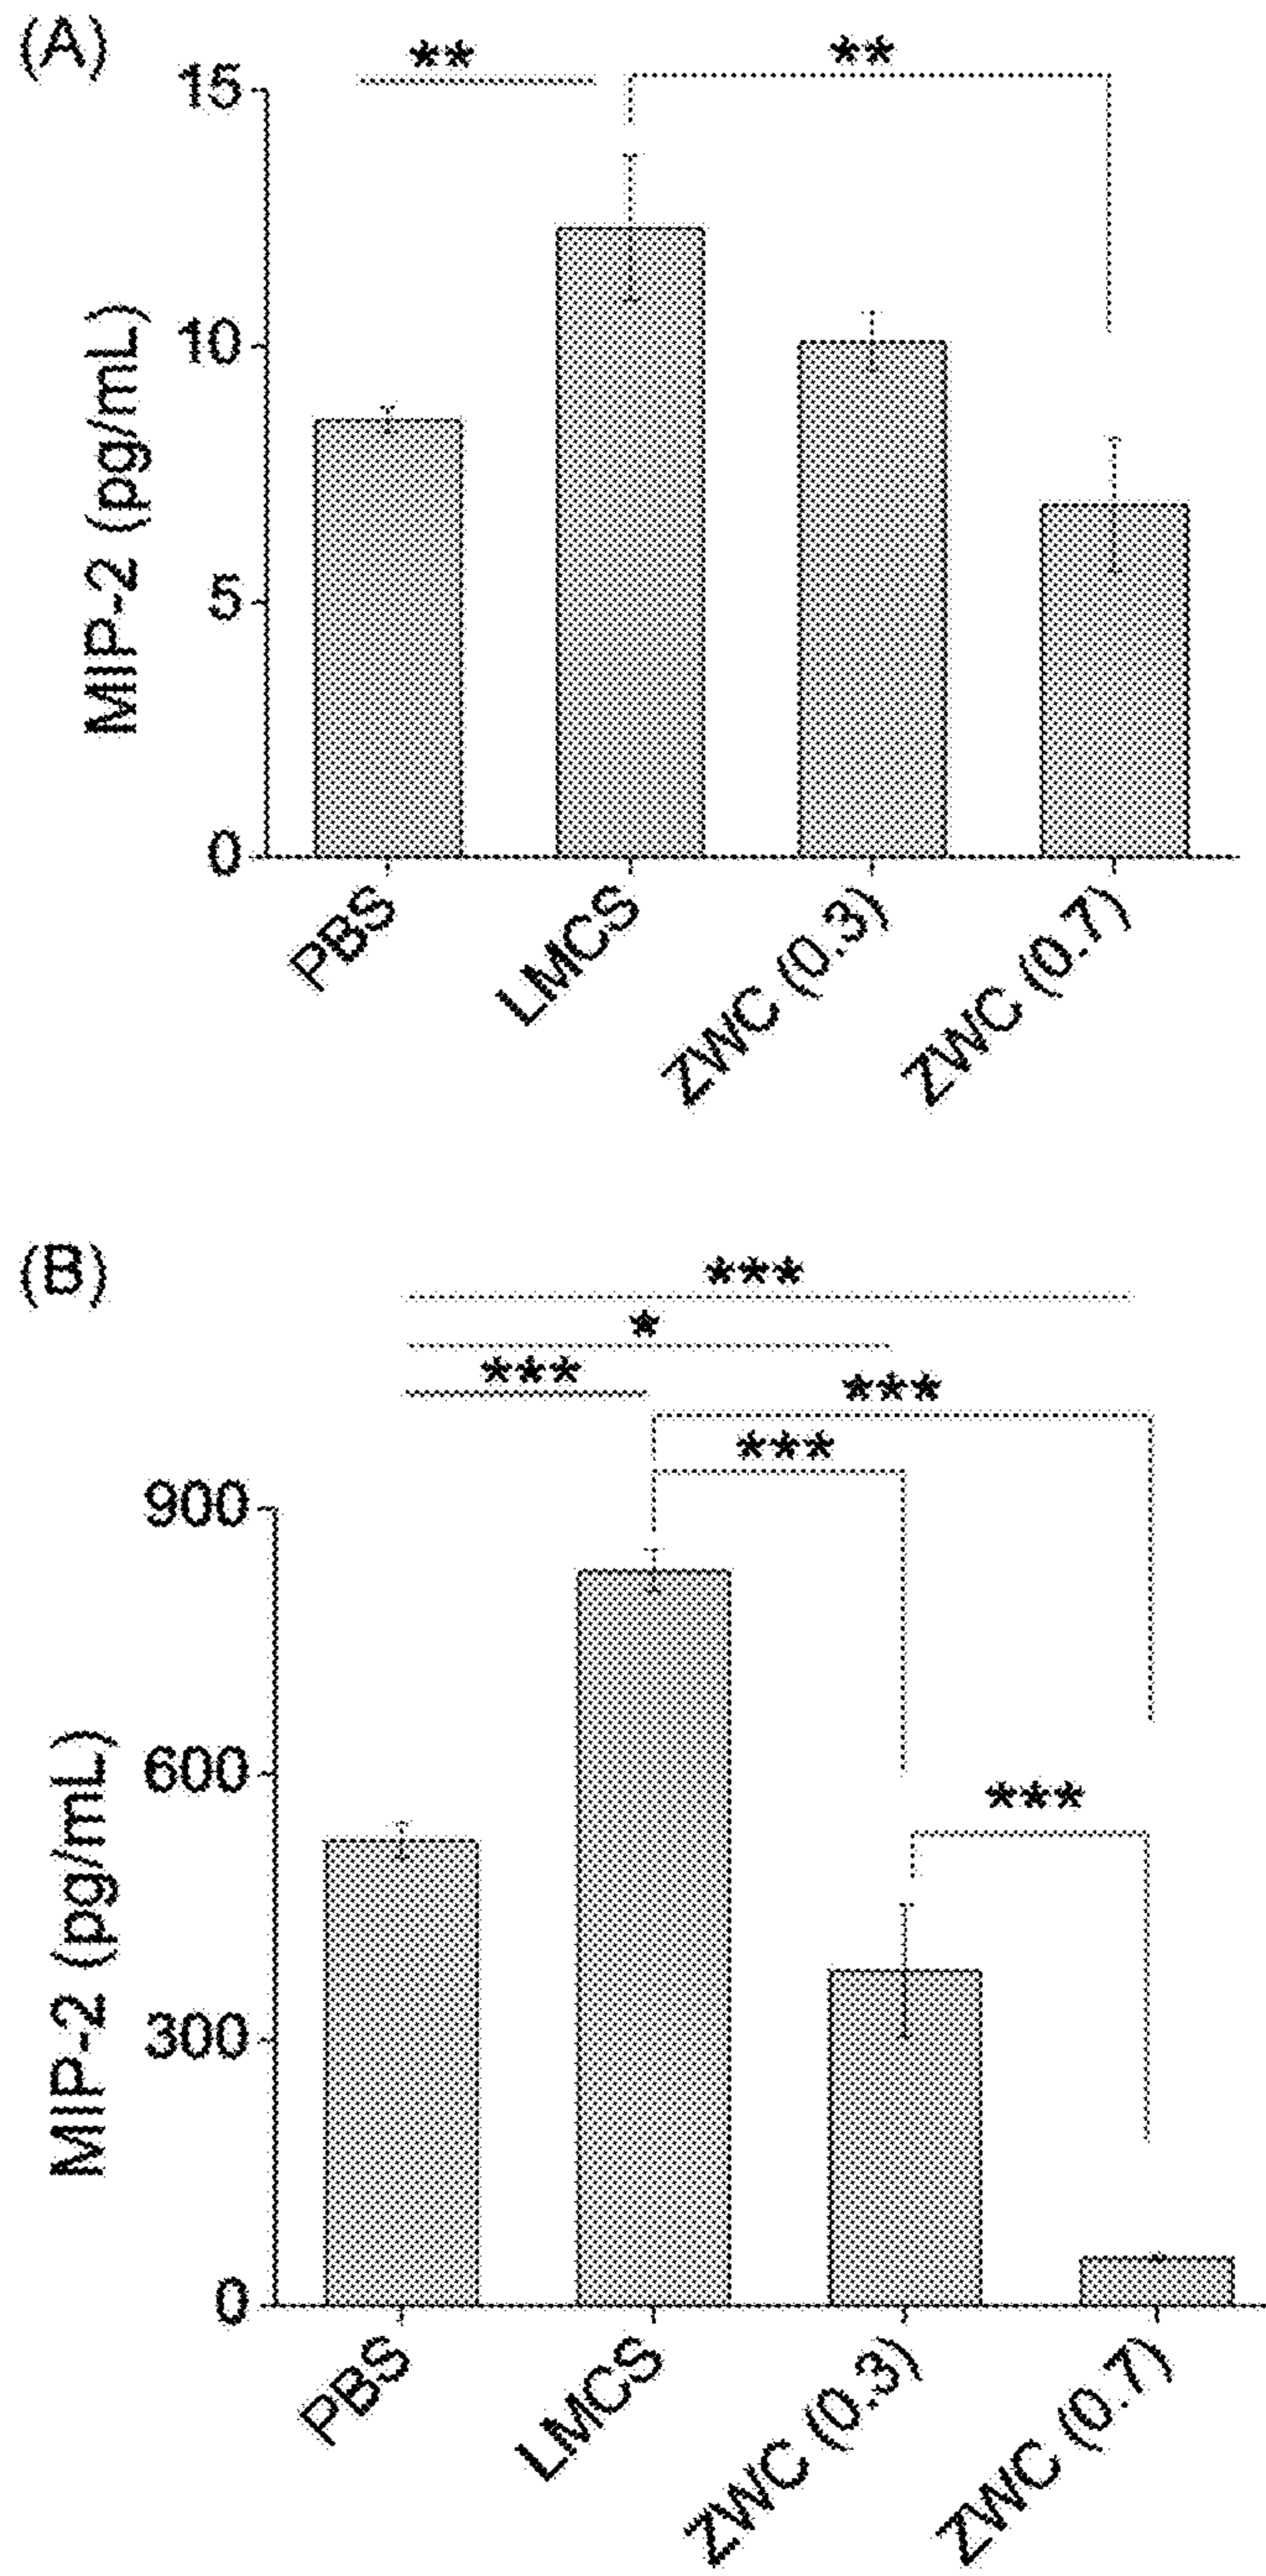 (A)
**
**
15
10
5
0
MIP-2 (pg/mL)
PBS
LMCS
ZWC (0.3)
ZWC (0.7)
(B)
***
*
***
***
***
***
900
600
300
0
MIP-2 (pg/mL)
PBS
LMCS
ZWC (0.3)
ZWC (0.7)